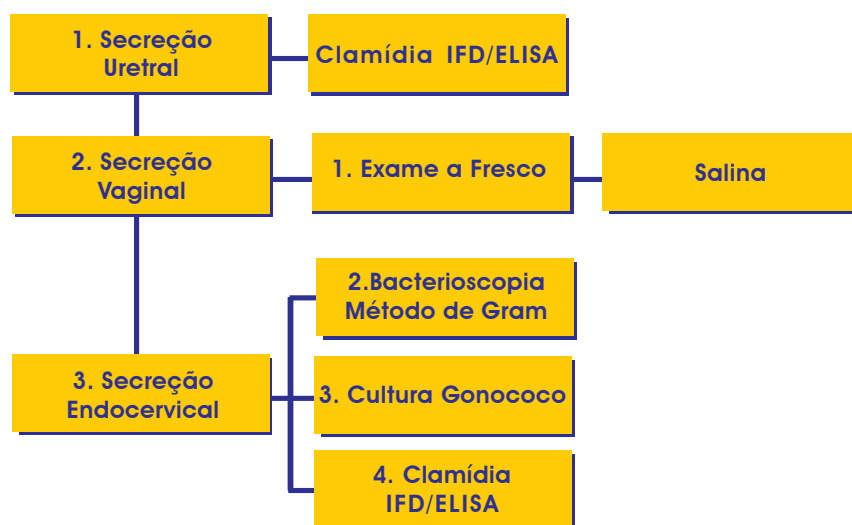 1. Secreção
Uretral
Clamídia IFD/ELISA
2. Secreção
Vaginal
1. Exame a Fresco
Salina
2.Bacterioscopia
Método de Gram
3. Secreção
Endocervical
3. Cultura Gonococo
4. Clamídia
IFD/ELISA